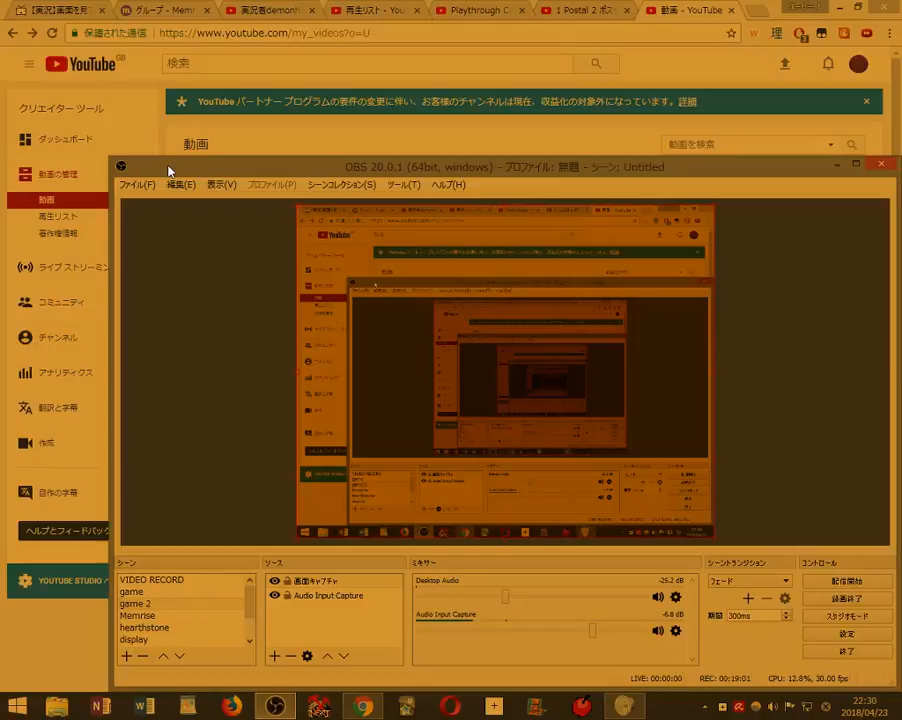 【実況】画面を見
グループ - Memr
実況者demonh
再生リスト - You
Playthrough C
1 Postal 2 ポス
動画 - YouTube
保護された通信
https://www.youtube.com/my_videos?o=U
YouTube GB
検索
クリエイター ツール
YouTube パートナー プログラムの要件の変更に伴い、お客様のチャンネルは現在、収益化の対象外になっています。詳細
ダッシュボード
動画
動画を検索
動画の管理
動画
再生リスト
著作権情報
ライブ ストリーミン
コミュニティ
チャンネル
アナリティクス
翻訳と字幕
作成
自作の字幕
ヘルプとフィードバック
YOUTUBE STUDIO
OBS 20.0.1 (64bit, windows) - プロファイル: 無題 - シーン: Untitled
ファイル(F) 編集(E) 表示(V) プロファイル(P) シーンコレクション(S) ツール(T) ヘルプ(H)
シーン
VIDEO RECORD
game
game 2
Memrise
hearthstone
display
ソース
画面キャプチャ
Audio Input Capture
ミキサー
Desktop Audio -25.2 dB
Audio Input Capture -6.8 dB
シーントランジション
フェード
期間 300ms
コントロール
配信開始
録画終了
スタジオモード
設定
終了
LIVE: 00:00:00 REC: 00:19:01 CPU: 12.8%, 30.00 fps
22:30
2018/04/23